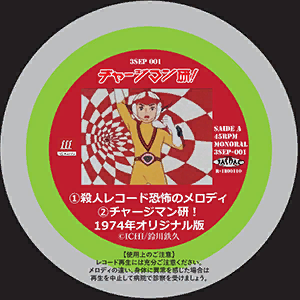 3SEP 001
チャージマン研!
SAIDE A
45RPM
MONORAL
3SEP-001
R-1200110
①殺人レコード恐怖のメロディ
②チャージマン研!
1974年オリジナル版
©ICHI/鈴川鉄久
【使用上のご注意】
レコード再生には充分ご注意ください。
メロディの違い、身体に異常を感じた場合は
再生を中止して病院で診察を受けましょう。